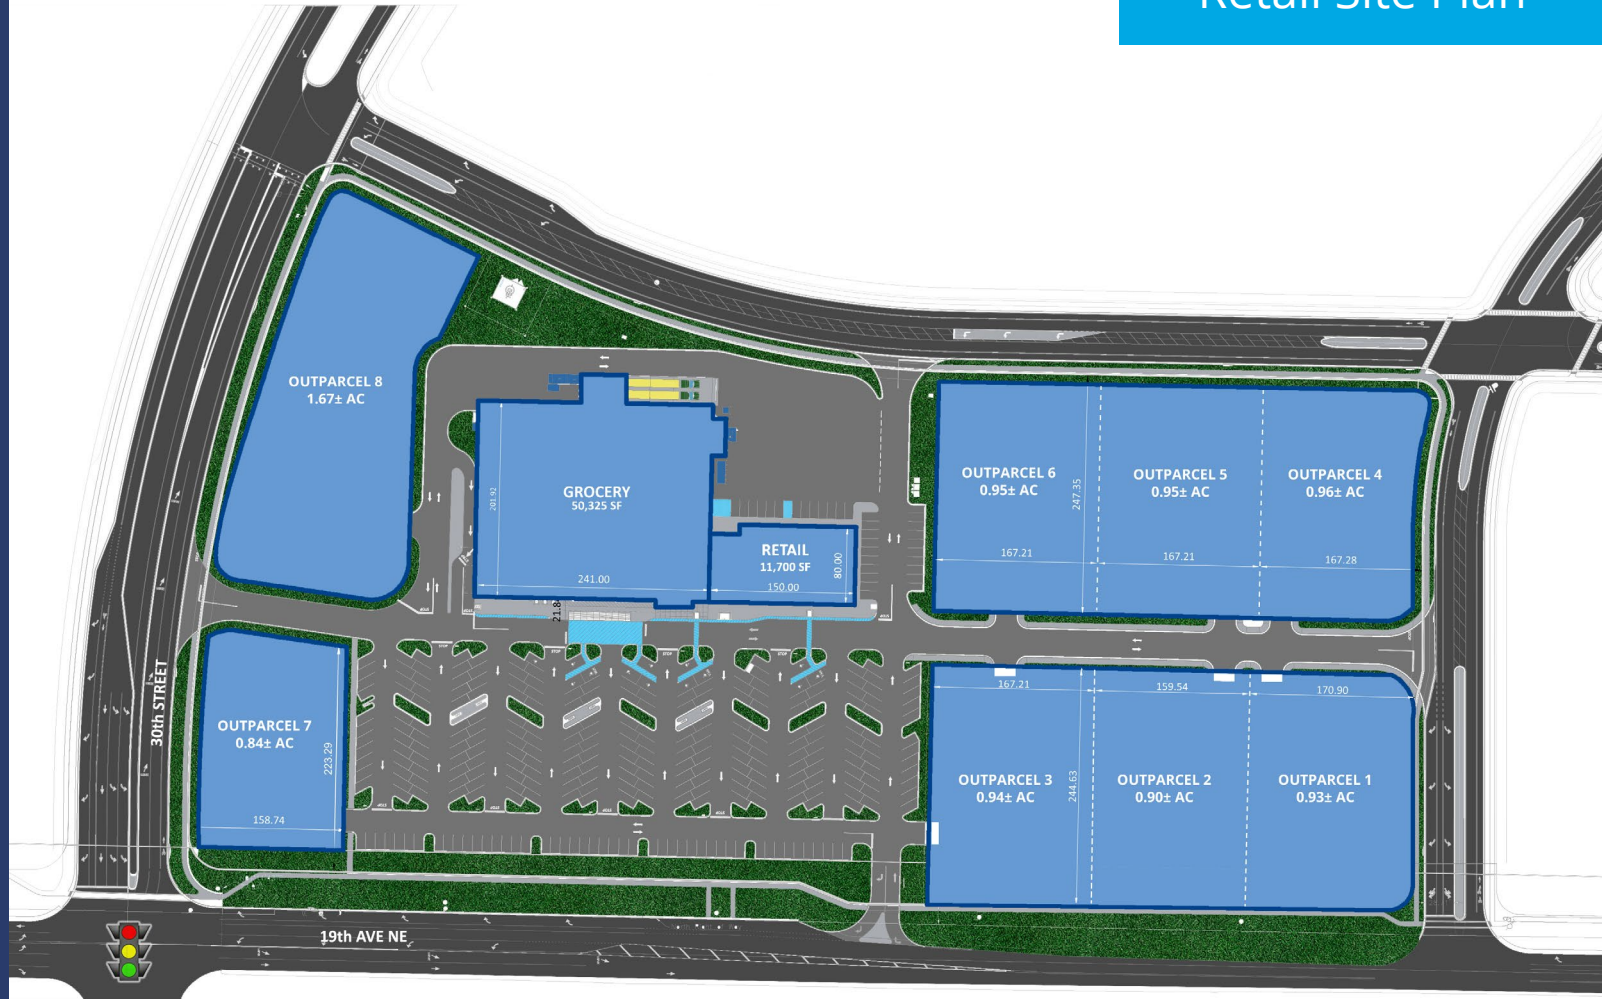 Retail Site Plan
OUTPARCEL 8
1.67± AC
GROCERY
50,325 SF
201.92
241.00
RETAIL
11,700 SF
80.00
150.00
21.8
OUTPARCEL 6
0.95± AC
OUTPARCEL 5
0.95± AC
OUTPARCEL 4
0.96± AC
247.35
167.21
167.21
167.28
OUTPARCEL 7
0.84± AC
223.29
158.74
167.21
159.54
170.90
OUTPARCEL 3
0.94± AC
244.63
OUTPARCEL 2
0.90± AC
OUTPARCEL 1
0.93± AC
30th STREET
19th AVE NE